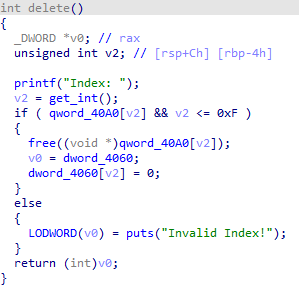 int delete()
{
  _DWORD *v0; // rax
  unsigned int v2; // [rsp+Ch] [rbp-4h]

  printf("Index: ");
  v2 = get_int();
  if ( qword_40A0[v2] && v2 <= 0xF )
  {
    free((void *)qword_40A0[v2]);
    v0 = dword_4060;
    dword_4060[v2] = 0;
  }
  else
  {
    LODWORD(v0) = puts("Invalid Index!");
  }
  return (int)v0;
}